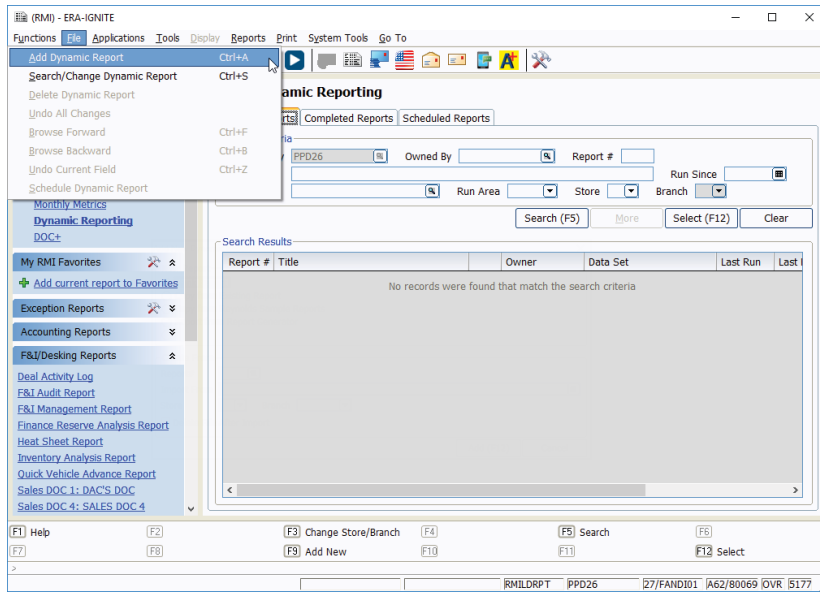 (RMI) - ERA-IGNITE
Functions File Applications Tools Display Reports Print System Tools Go To
Add Dynamic Report Ctrl+A
Search/Change Dynamic Report Ctrl+S
Delete Dynamic Report
Undo All Changes
Browse Forward Ctrl+F
Browse Backward Ctrl+B
Undo Current Field Ctrl+Z
Schedule Dynamic Report
amic Reporting
rts Completed Reports Scheduled Reports
ria
PPD26 Owned By Report #
Run Since
Run Area Store Branch
Search (F5) More Select (F12) Clear
Monthly Metrics
Dynamic Reporting
DOC+
My RMI Favorites
Add current report to Favorites
Exception Reports
Accounting Reports
F&I/Desking Reports
Deal Activity Log
F&I Audit Report
F&I Management Report
Finance Reserve Analysis Report
Heat Sheet Report
Inventory Analysis Report
Quick Vehicle Advance Report
Sales DOC 1: DAC'S DOC
Sales DOC 4: SALES DOC 4
Search Results
Report # Title Owner Data Set Last Run Last
No records were found that match the search criteria
F1 Help F2 F3 Change Store/Branch F4 F5 Search F6
F7 F8 F9 Add New F10 F11 F12 Select
>
RMILDRPT PPD26 27/FANDI01 A62/80069 OVR 5177